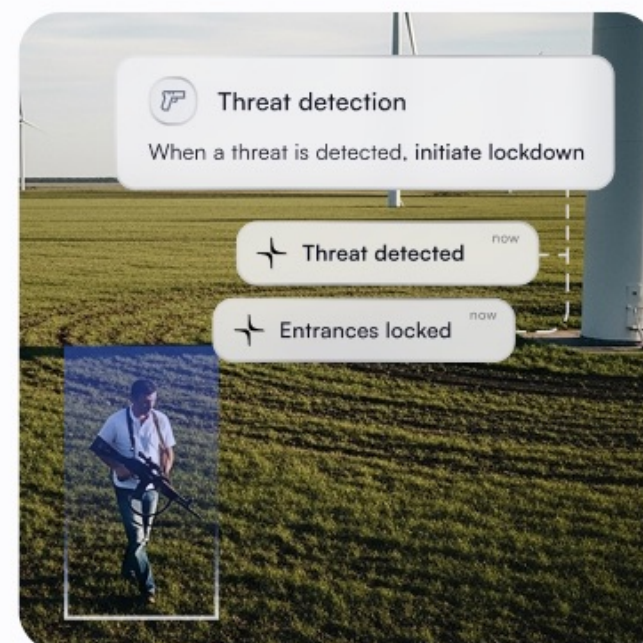 Threat detection
When a threat is detected, initiate lockdown
Threat detected
now
Entrances locked
now